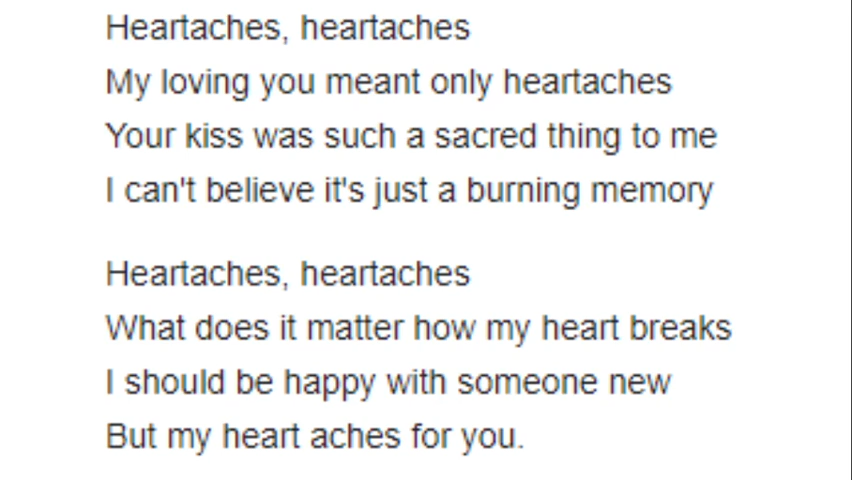 Heartaches, heartaches
My loving you meant only heartaches
Your kiss was such a sacred thing to me
I can't believe it's just a burning memory
Heartaches, heartaches
What does it matter how my heart breaks
I should be happy with someone new
But my heart aches for you.